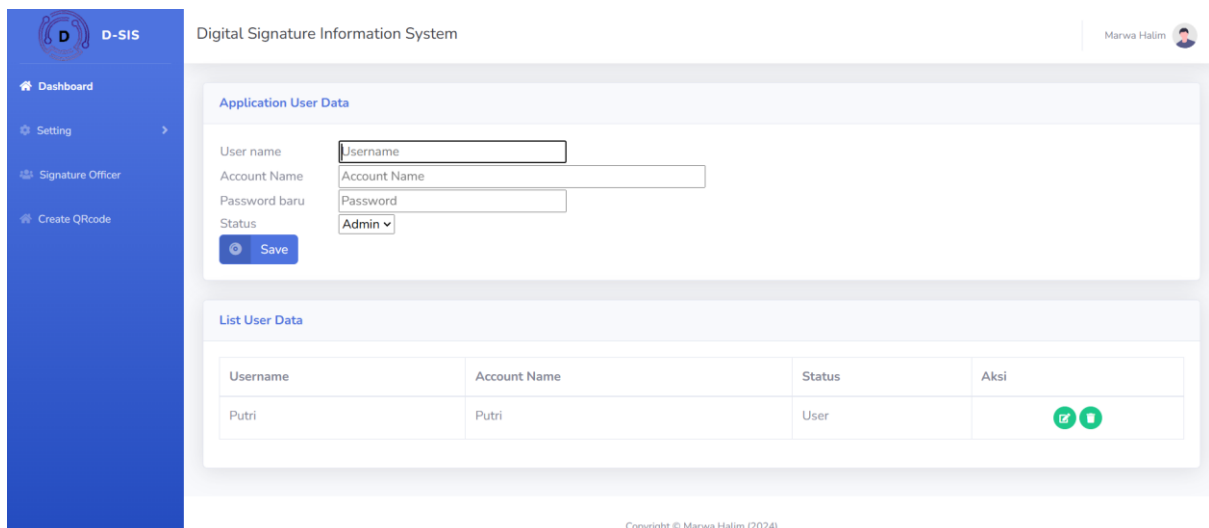 D D-SIS
Digital Signature Information System
Marwa Halim
Dashboard
Setting
Signature Officer
Create QRcode
Application User Data
User name Username
Account Name Account Name
Password baru Password
Status Admin
Save
List User Data
Username Account Name Status Aksi
Putri Putri User
Copyright © Marwa Halim (2024)